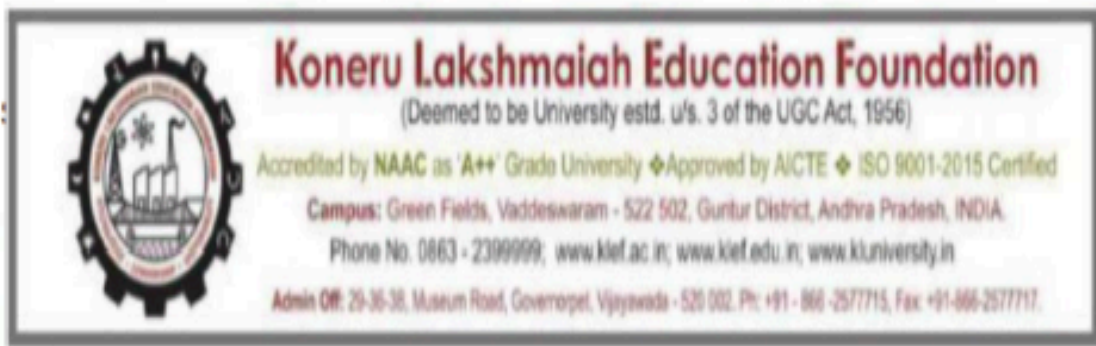 Koneru Lakshmaiah Education Foundation
(Deemed to be University estd. u/s. 3 of the UGC Act, 1956)
Accredited by NAAC as 'A++' Grade University ❖Approved by AICTE ❖ ISO 9001-2015 Certified
Campus: Green Fields, Vaddeswaram - 522 502, Guntur District, Andhra Pradesh, INDIA.
Phone No. 0863 - 2399999; www.klef.ac.in; www.klef.edu.in; www.kluniversity.in
Admin Off: 29-36-38, Museum Road, Governorpet, Vijayawada - 520 002. Ph: +91 - 866 -2577715, Fax: +91-866-2577717.